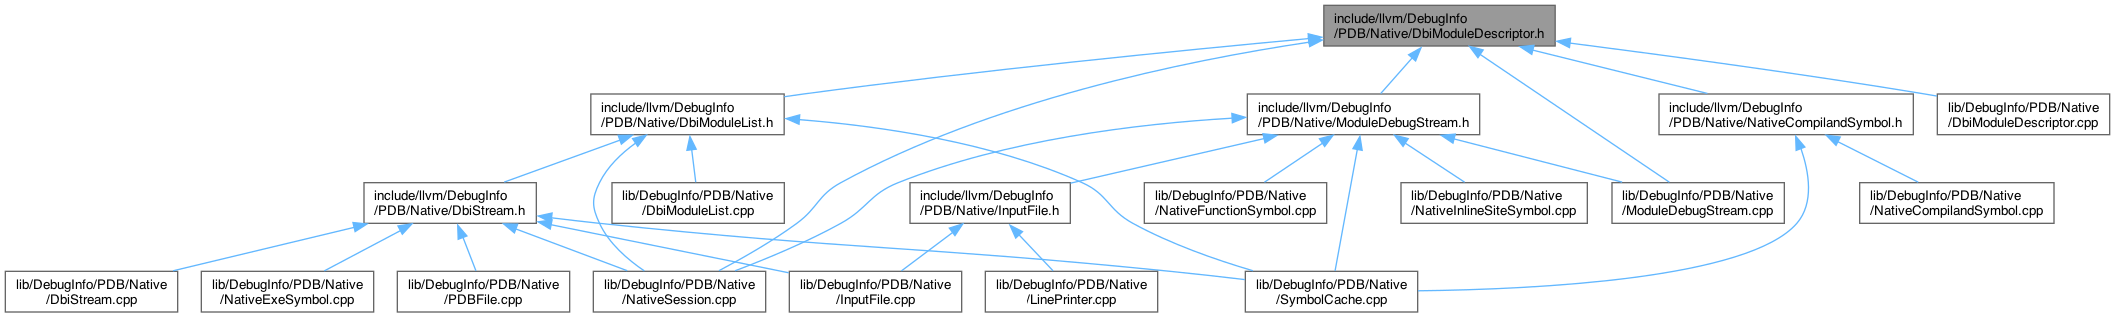 include/llvm/DebugInfo
/PDB/Native/DbiModuleDescriptor.h
include/llvm/DebugInfo
/PDB/Native/DbiModuleList.h
include/llvm/DebugInfo
/PDB/Native/ModuleDebugStream.h
include/llvm/DebugInfo
/PDB/Native/NativeCompilandSymbol.h
lib/DebugInfo/PDB/Native
/DbiModuleDescriptor.cpp
include/llvm/DebugInfo
/PDB/Native/DbiStream.h
lib/DebugInfo/PDB/Native
/DbiModuleList.cpp
include/llvm/DebugInfo
/PDB/Native/InputFile.h
lib/DebugInfo/PDB/Native
/NativeFunctionSymbol.cpp
lib/DebugInfo/PDB/Native
/NativeInlineSiteSymbol.cpp
lib/DebugInfo/PDB/Native
/ModuleDebugStream.cpp
lib/DebugInfo/PDB/Native
/NativeCompilandSymbol.cpp
lib/DebugInfo/PDB/Native
/DbiStream.cpp
lib/DebugInfo/PDB/Native
/NativeExeSymbol.cpp
lib/DebugInfo/PDB/Native
/PDBFile.cpp
lib/DebugInfo/PDB/Native
/NativeSession.cpp
lib/DebugInfo/PDB/Native
/InputFile.cpp
lib/DebugInfo/PDB/Native
/LinePrinter.cpp
lib/DebugInfo/PDB/Native
/SymbolCache.cpp